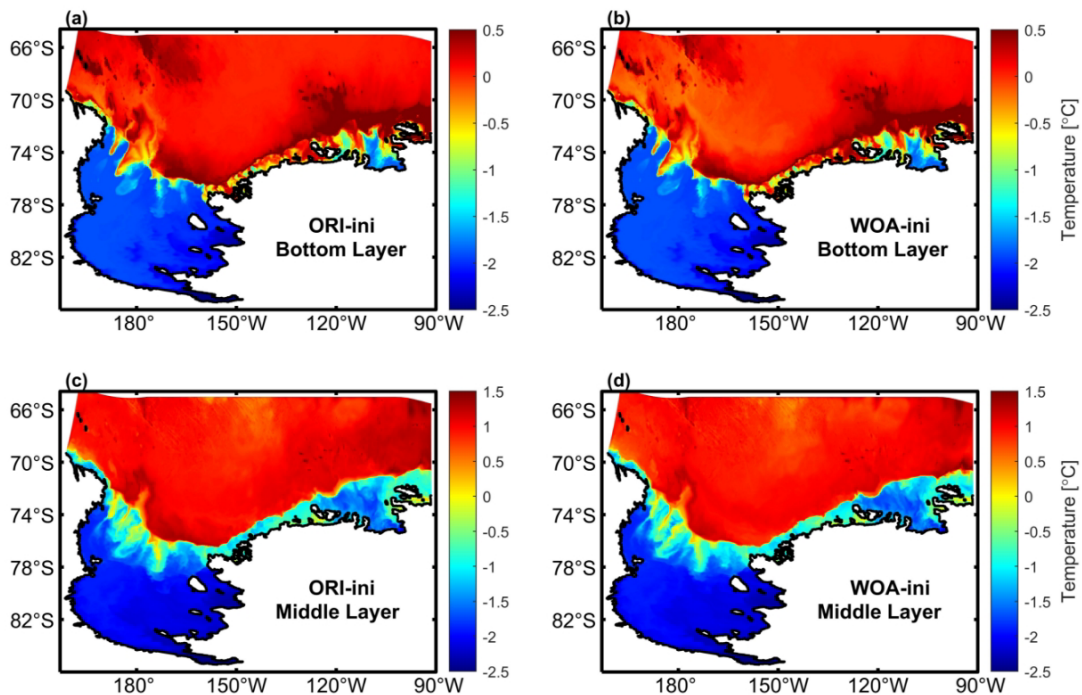 (a)
66°S
70°S
74°S
78°S
82°S
180°
150°W
120°W
90°W
ORI-ini
Bottom Layer
0.5
0
-0.5
-1
-1.5
-2
-2.5
(b)
66°S
70°S
74°S
78°S
82°S
180°
150°W
120°W
90°W
WOA-ini
Bottom Layer
0.5
0
-0.5
-1
-1.5
-2
-2.5
Temperature [°C]
(c)
66°S
70°S
74°S
78°S
82°S
180°
150°W
120°W
90°W
ORI-ini
Middle Layer
1.5
1
0.5
0
-0.5
-1
-1.5
-2
-2.5
(d)
66°S
70°S
74°S
78°S
82°S
180°
150°W
120°W
90°W
WOA-ini
Middle Layer
1.5
1
0.5
0
-0.5
-1
-1.5
-2
-2.5
Temperature [°C]